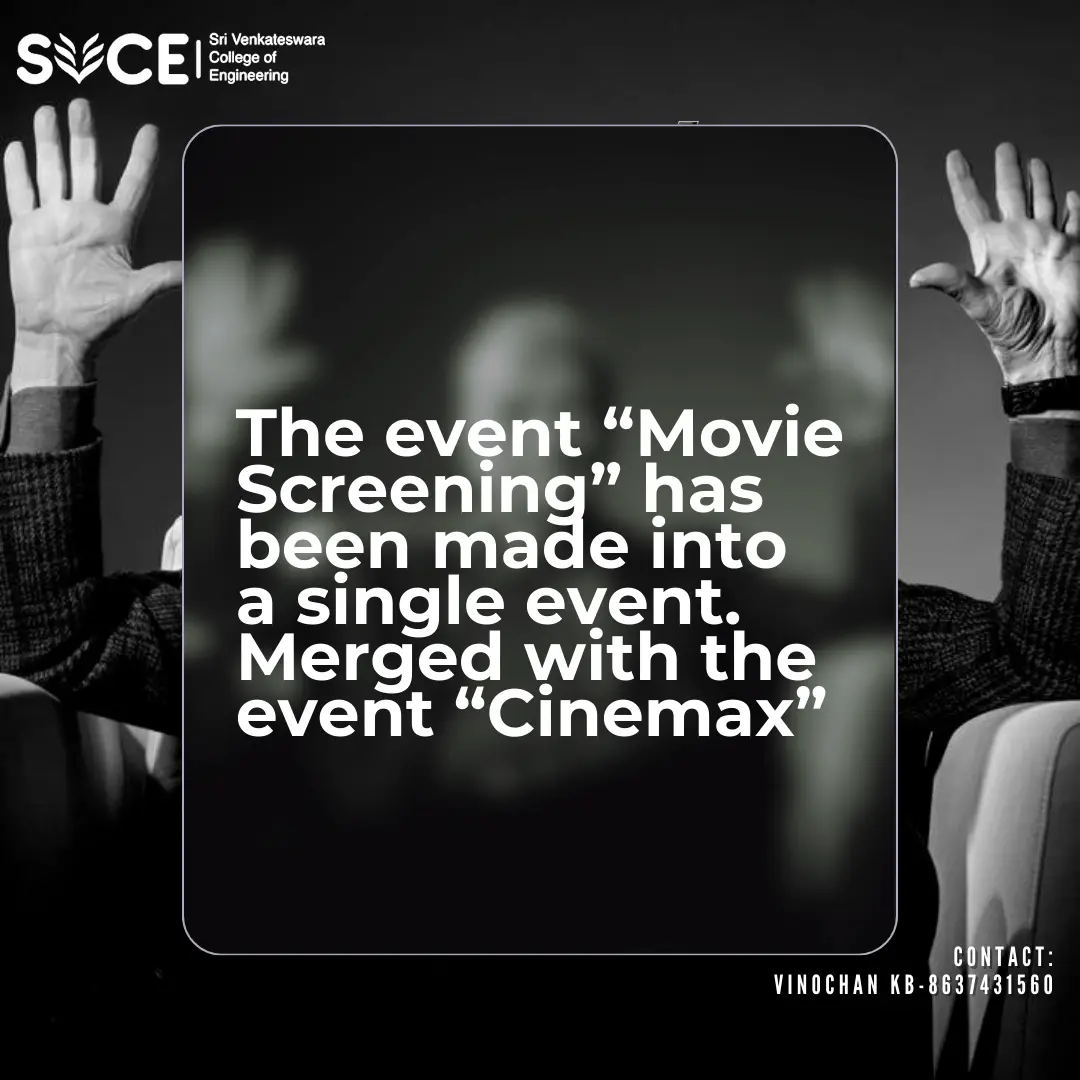 SVCE
Sri Venkateswara
College of
Engineering
The event “Movie
Screening” has
been made into
a single event.
Merged with the
event “Cinemax”
CONTACT:
VINOCHAN KB-8637431560